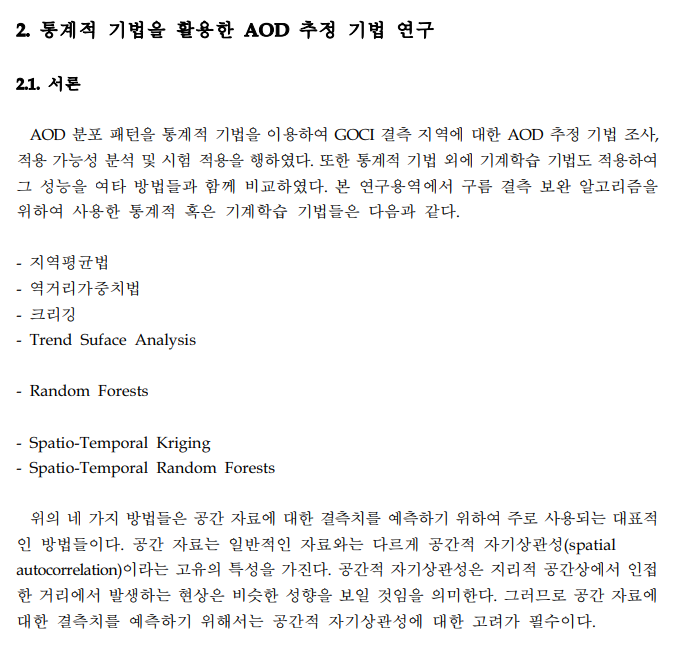 2. 통계적 기법을 활용한 AOD 추정 기법 연구
2.1. 서론
AOD 분포 패턴을 통계적 기법을 이용하여 GOCI 결측 지역에 대한 AOD 추정 기법 조사,
적용 가능성 분석 및 시험 적용을 행하였다. 또한 통계적 기법 외에 기계학습 기법도 적용하여
그 성능을 여타 방법들과 함께 비교하였다. 본 연구용역에서 구름 결측 보완 알고리즘을
위하여 사용한 통계적 혹은 기계학습 기법들은 다음과 같다.
- 지역평균법
- 역거리가중치법
- 크리깅
- Trend Suface Analysis
- Random Forests
- Spatio-Temporal Kriging
- Spatio-Temporal Random Forests
위의 네 가지 방법들은 공간 자료에 대한 결측치를 예측하기 위하여 주로 사용되는 대표적
인 방법들이다. 공간 자료는 일반적인 자료와는 다르게 공간적 자기상관성(spatial
autocorrelation)이라는 고유의 특성을 가진다. 공간적 자기상관성은 지리적 공간상에서 인접
한 거리에서 발생하는 현상은 비슷한 성향을 보일 것임을 의미한다. 그러므로 공간 자료에
대한 결측치를 예측하기 위해서는 공간적 자기상관성에 대한 고려가 필수이다.